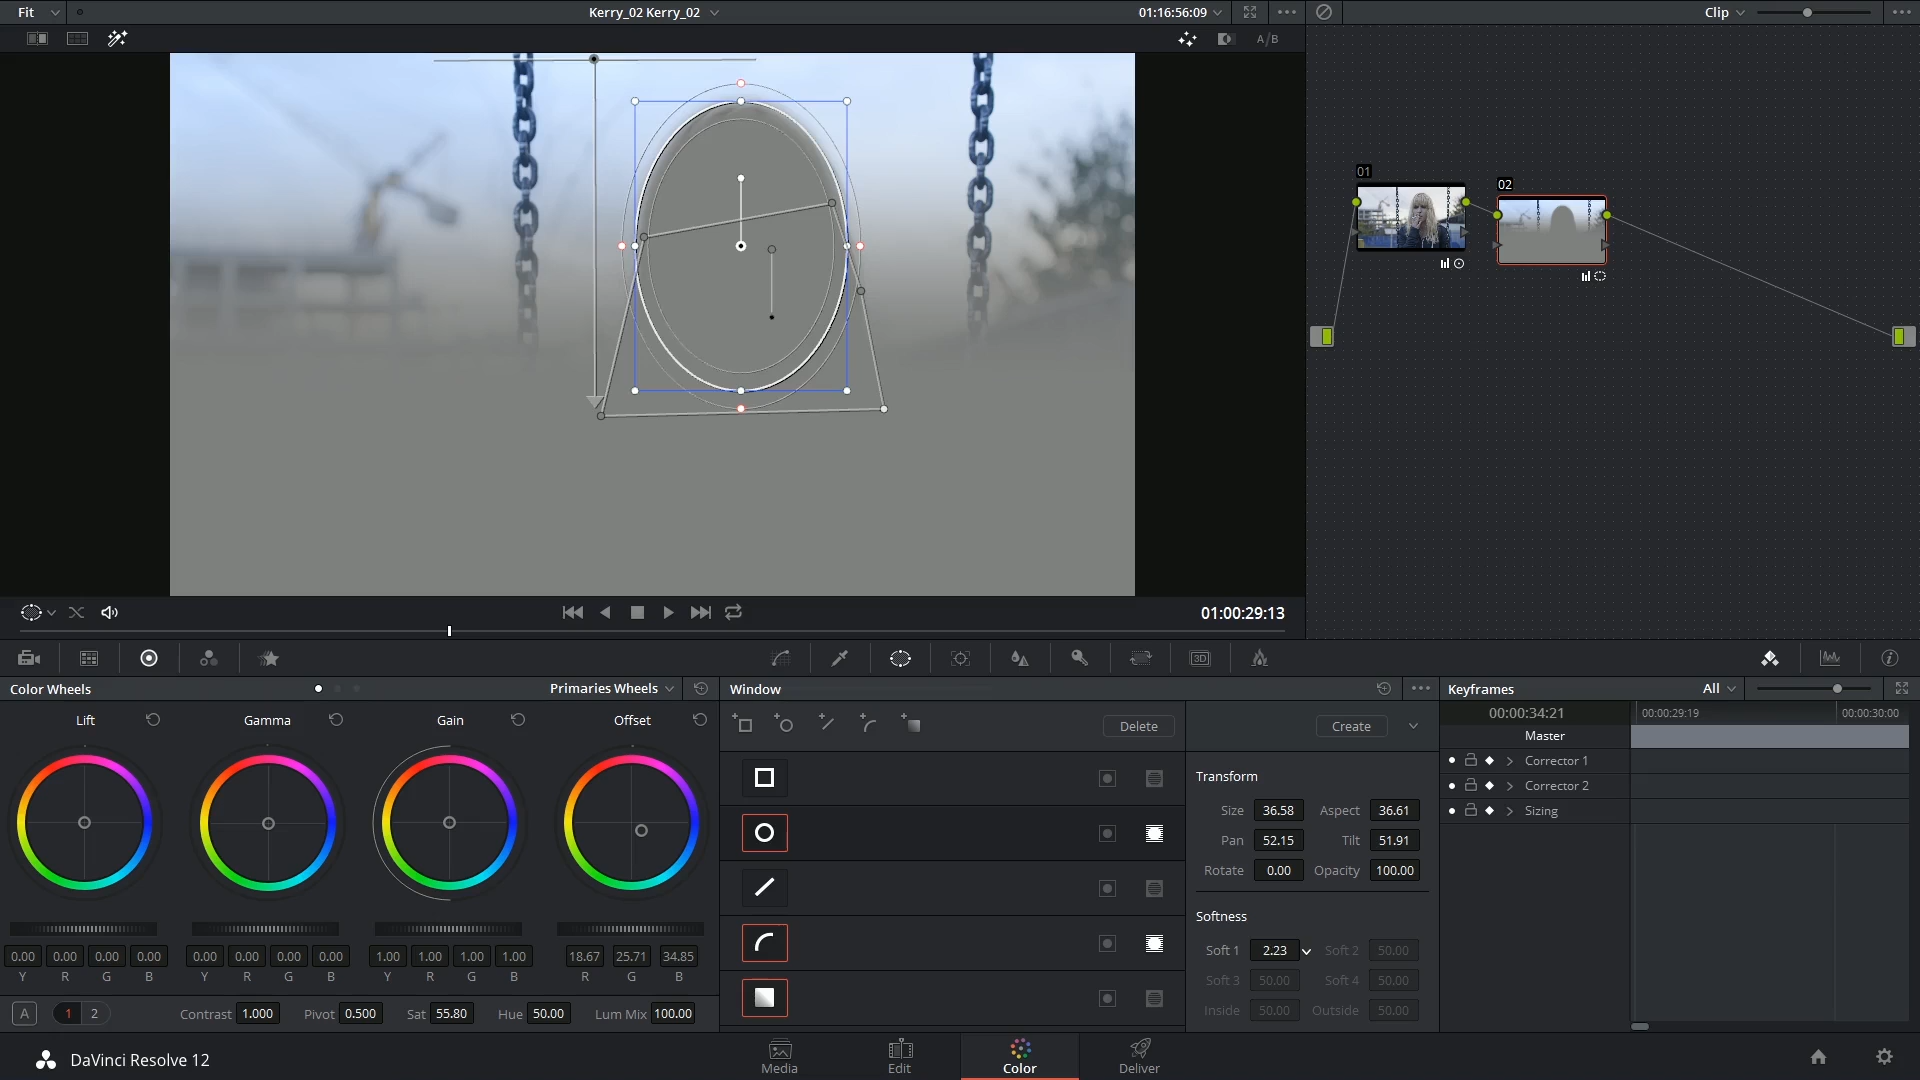 Fit
Kerry_02 Kerry_02
01:16:56:09
Clip
A/B
01
02
01:00:29:13
3D
Color Wheels
Primaries Wheels
Window
Keyframes
All
Lift
Gamma
Gain
Offset
Delete
Create
00:00:34:21
00:00:29:19
00:00:30:00
Master
Corrector 1
Corrector 2
Sizing
Transform
Size 36.58 Aspect 36.61
Pan 52.15 Tilt 51.91
Rotate 0.00 Opacity 100.00
Softness
Soft 1 2.23 Soft 2 50.00
Soft 3 50.00 Soft 4 50.00
Inside 50.00 Outside 50.00
0.00 0.00 0.00 0.00
Y R G B
0.00 0.00 0.00 0.00
Y R G B
1.00 1.00 1.00 1.00
Y R G B
18.67 25.71 34.85
R G B
A 1 2 Contrast 1.000 Pivot 0.500 Sat 55.80 Hue 50.00 Lum Mix 100.00
DaVinci Resolve 12
Media
Edit
Color
Deliver